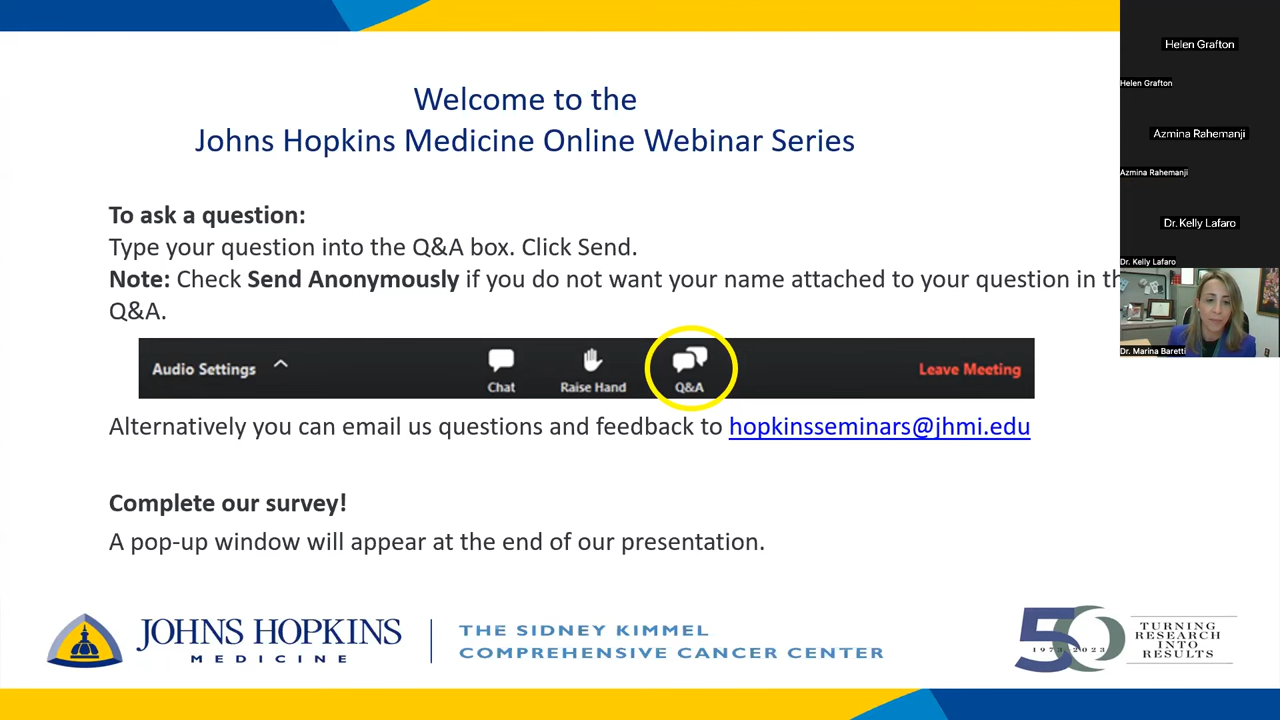 Welcome to the
Johns Hopkins Medicine Online Webinar Series
To ask a question:
Type your question into the Q&A box. Click Send.
Note: Check Send Anonymously if you do not want your name attached to your question in th
Q&A.
Audio Settings
Chat
Raise Hand
Q&A
Leave Meeting
Alternatively you can email us questions and feedback to hopkinsseminars@jhmi.edu
Complete our survey!
A pop-up window will appear at the end of our presentation.
JOHNS HOPKINS
MEDICINE
THE SIDNEY KIMMEL
COMPREHENSIVE CANCER CENTER
50
1973-2023
TURNING
RESEARCH
INTO
RESULTS
Helen Grafton
Helen Grafton
Azmina Rahemanji
Azmina Rahemanji
Dr. Kelly Lafaro
Dr. Kelly Lafaro
Dr. Marina Baretti